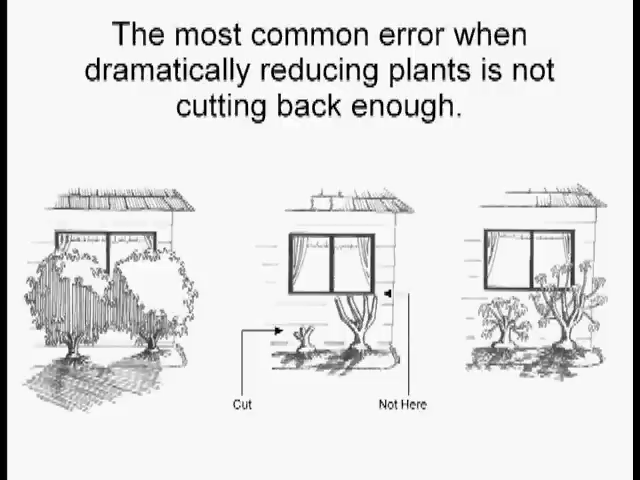 The most common error when
dramatically reducing plants is not
cutting back enough.
Cut
Not Here